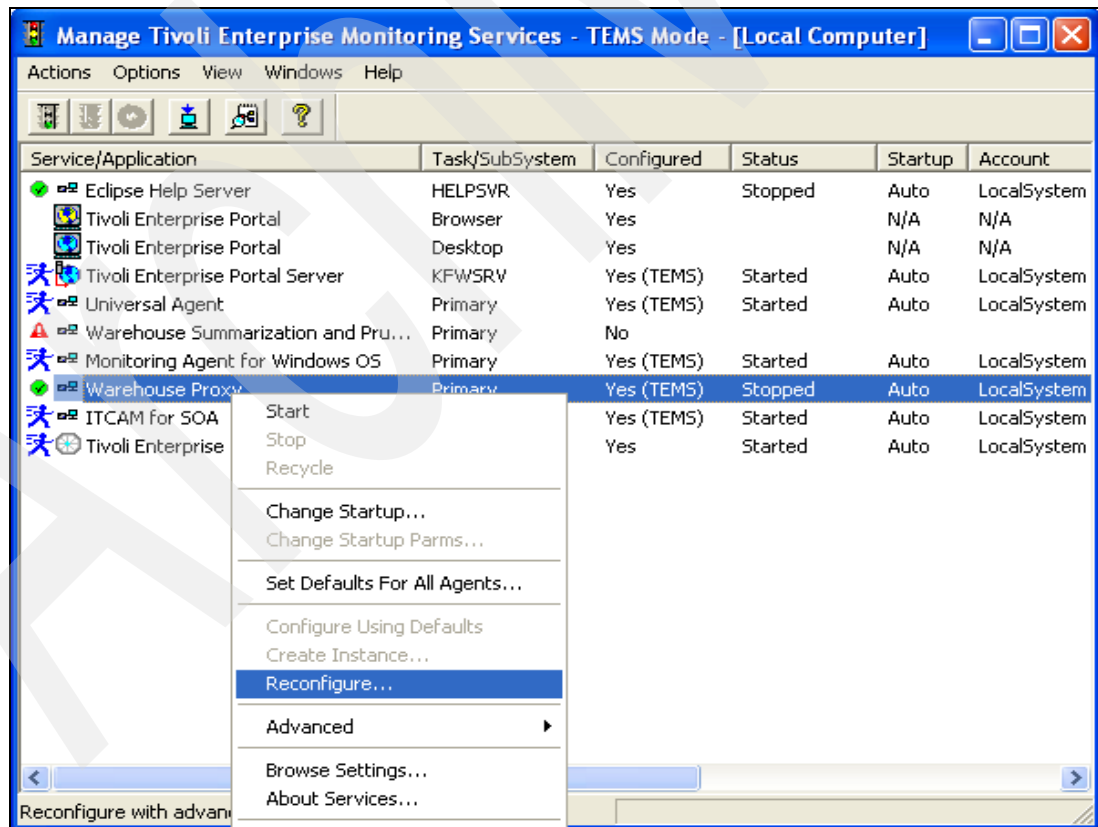 Manage Tivoli Enterprise Monitoring Services - TEMS Mode - [Local Computer]
Actions Options View Windows Help
Service/Application Task/SubSystem Configured Status Startup Account
Eclipse Help Server HELPSVR Yes Stopped Auto LocalSystem
Tivoli Enterprise Portal Browser Yes N/A N/A
Tivoli Enterprise Portal Desktop Yes N/A N/A
Tivoli Enterprise Portal Server KFWSRV Yes (TEMS) Started Auto LocalSystem
Universal Agent Primary Yes (TEMS) Started Auto LocalSystem
Warehouse Summarization and Pru... Primary No
Monitoring Agent for Windows OS Primary Yes (TEMS) Started Auto LocalSystem
Warehouse Proxy Primary Yes (TEMS) Stopped Auto LocalSystem
ITCAM for SOA Yes (TEMS) Started Auto LocalSystem
Tivoli Enterprise Yes Started Auto LocalSystem
Start
Stop
Recycle
Change Startup...
Change Startup Parms...
Set Defaults For All Agents...
Configure Using Defaults
Create Instance...
Reconfigure...
Advanced
Browse Settings...
About Services...
Reconfigure with advan